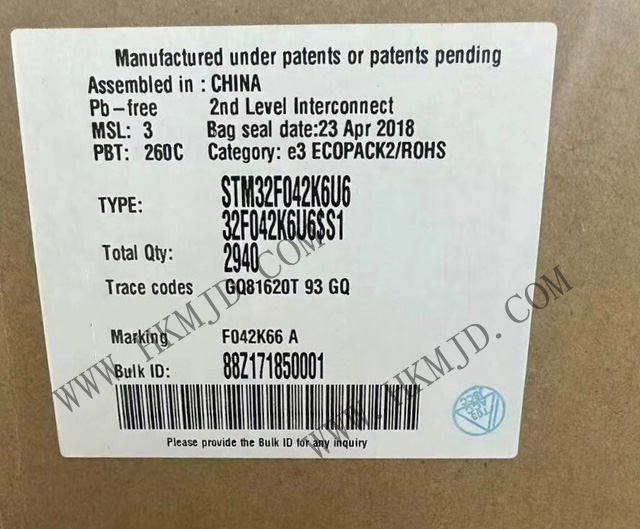 Manufactured under patents or patents pending
Assembled in : CHINA
Pb-free 2nd Level Interconnect
MSL: 3 Bag seal date:23 Apr 2018
PBT: 260C Category: e3 ECOPACK2/ROHS
TYPE: STM32F042K6U6
32F042K6U6$S1
Total Qty: 2940
Trace codes GQ81620T 93 GQ
Marking F042K66 A
Bulk ID: 88Z171850001
Please provide the Bulk ID for any inquiry
WWW.HKMJD.COM
WWW.HKMJD.COM